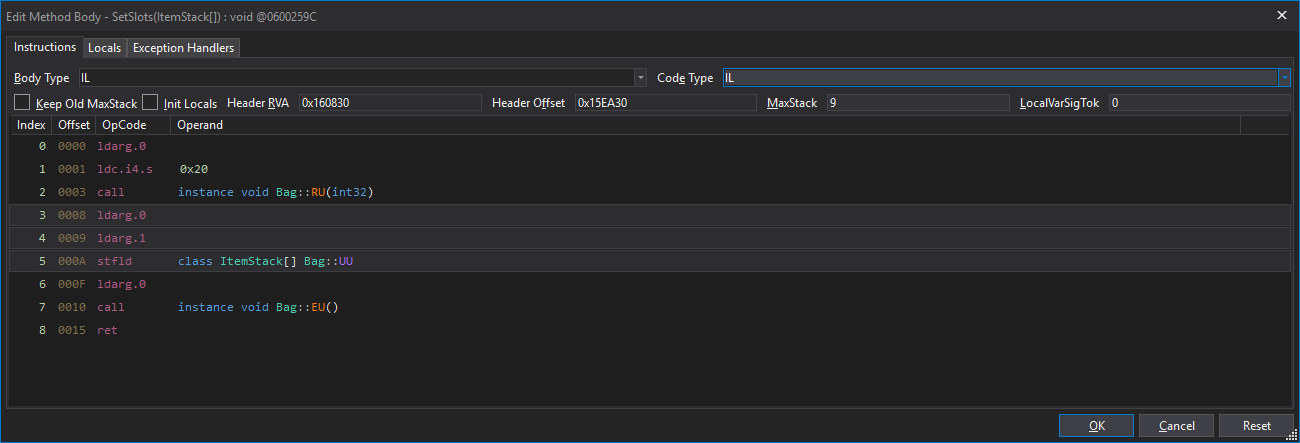 Edit Method Body - SetSlots(ItemStack[]) : void @0600259C
Instructions Locals Exception Handlers
Body Type IL Code Type IL
Keep Old MaxStack Init Locals Header RVA 0x160830 Header Offset 0x15EA30 MaxStack 9 LocalVarSigTok 0
Index Offset OpCode Operand
0 0000 ldarg.0
1 0001 ldc.i4.s 0x20
2 0003 call instance void Bag::RU(int32)
3 0008 ldarg.0
4 0009 ldarg.1
5 000A stfld class ItemStack[] Bag::UU
6 000F ldarg.0
7 0010 call instance void Bag::EU()
8 0015 ret
OK Cancel Reset